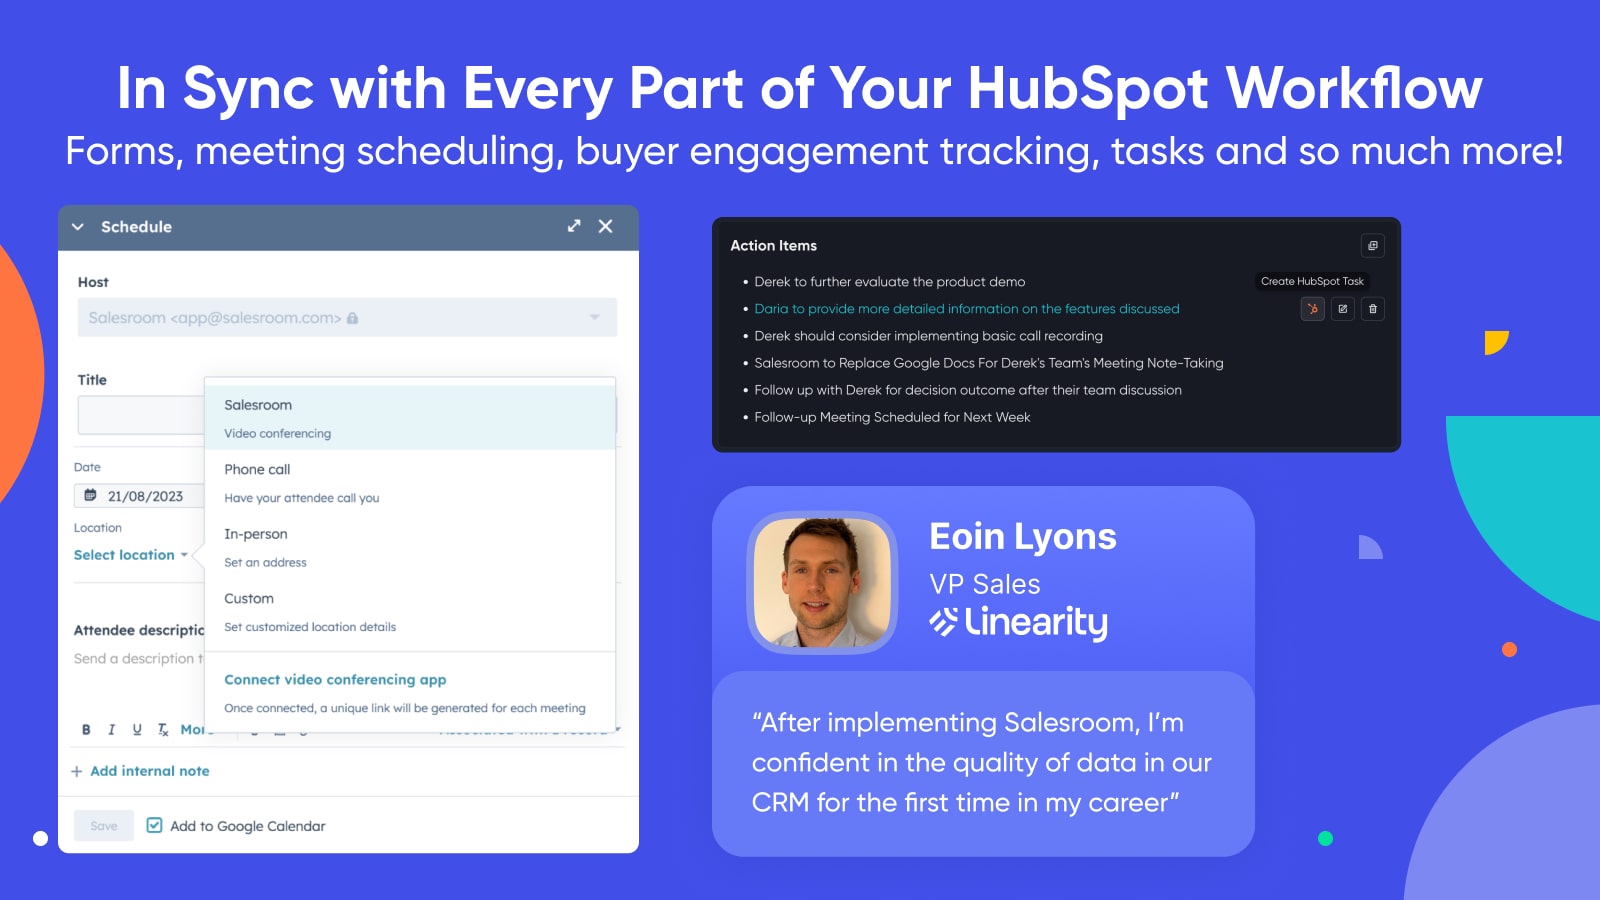 In Sync with Every Part of Your HubSpot Workflow
Forms, meeting scheduling, buyer engagement tracking, tasks and so much more!
Schedule
Host
Salesroom <app@salesroom.com>
Title
Salesroom
Video conferencing
Phone call
Have your attendee call you
In-person
Set an address
Custom
Set customized location details
Connect video conferencing app
Once connected, a unique link will be generated for each meeting
Date
21/08/2023
Location
Select location
Attendee descriptic
Send a description t
B I U Tx More
Add internal note
Save
Add to Google Calendar
Action Items
Create HubSpot Task
• Derek to further evaluate the product demo
• Daria to provide more detailed information on the features discussed
• Derek should consider implementing basic call recording
• Salesroom to Replace Google Docs For Derek's Team's Meeting Note-Taking
• Follow up with Derek for decision outcome after their team discussion
• Follow-up Meeting Scheduled for Next Week
Eoin Lyons
VP Sales
Linearity
“After implementing Salesroom, I’m
confident in the quality of data in our
CRM for the first time in my career”